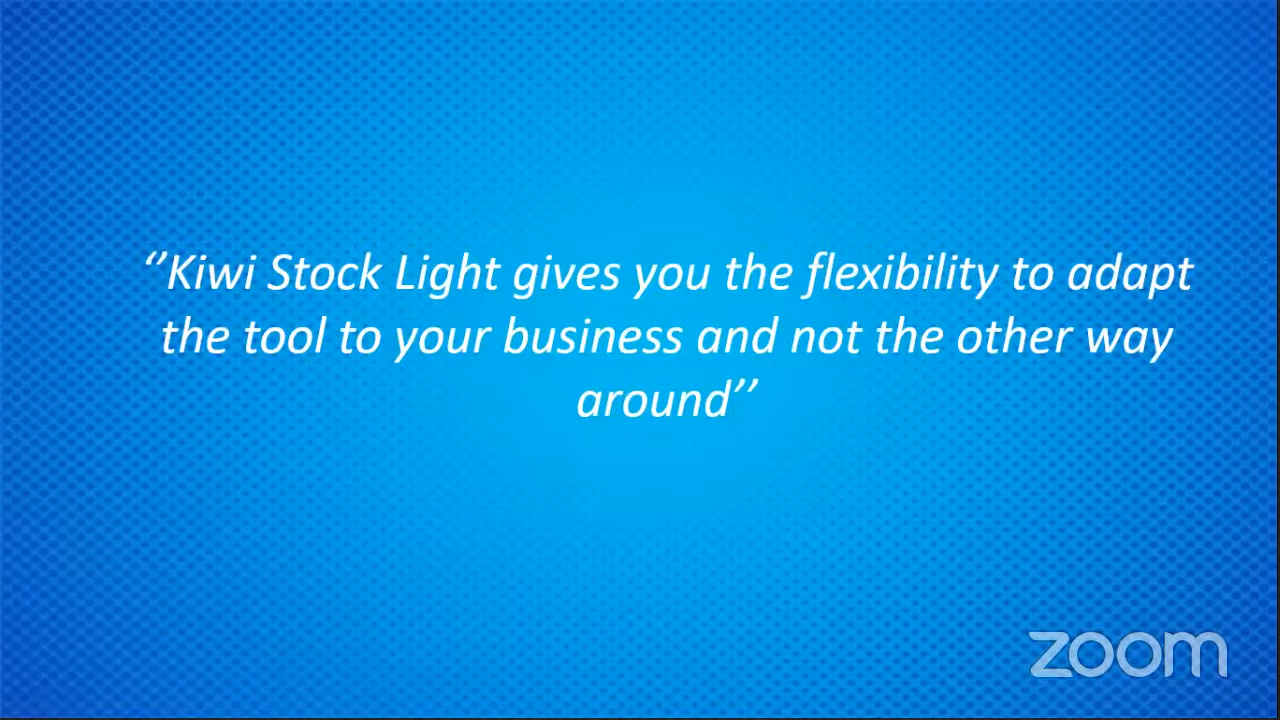 ‘’Kiwi Stock Light gives you the flexibility to adapt
the tool to your business and not the other way
around’’
zoom